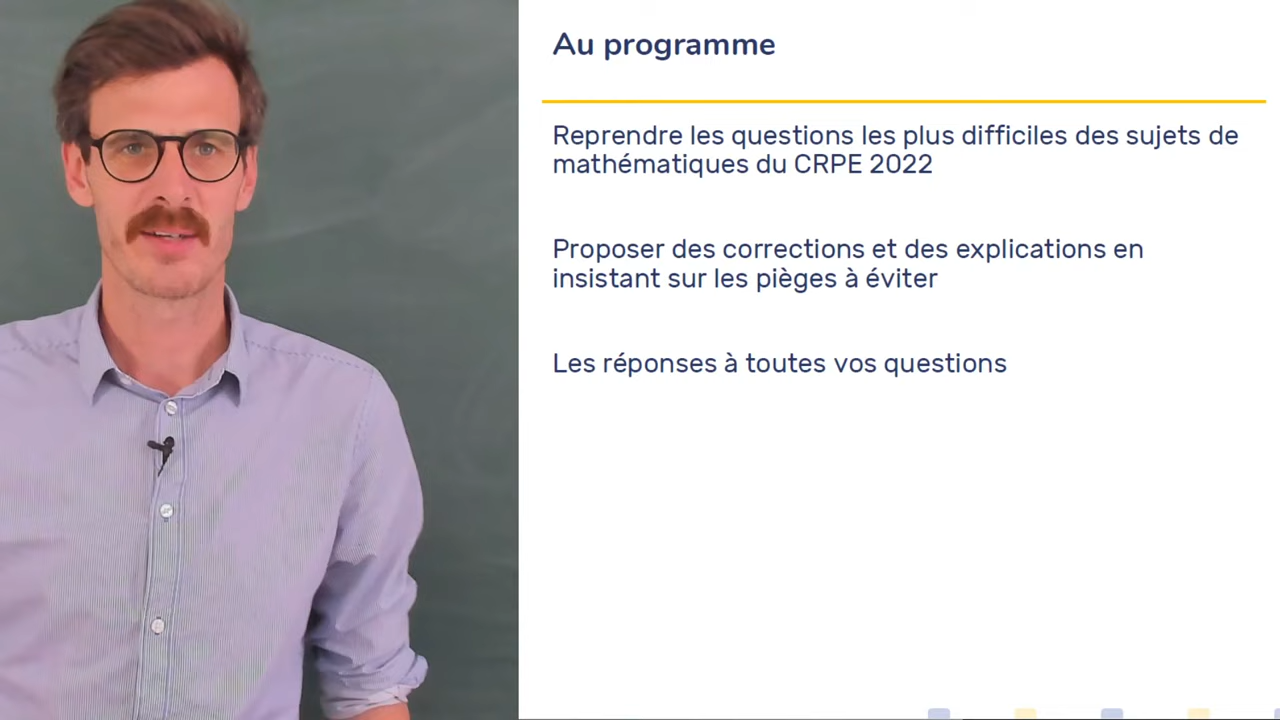 Au programme
Reprendre les questions les plus difficiles des sujets de
mathématiques du CRPE 2022
Proposer des corrections et des explications en
insistant sur les pièges à éviter
Les réponses à toutes vos questions